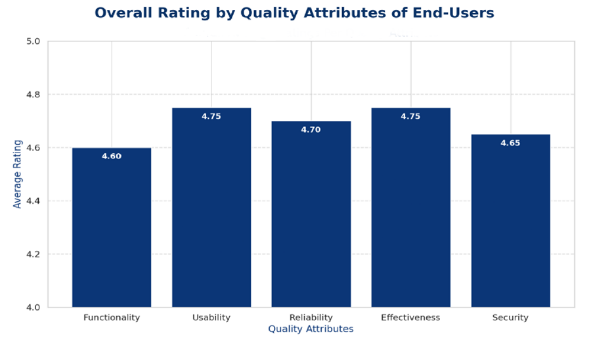 Overall Rating by Quality Attributes of End-Users
5.0
4.8
4.6
4.4
4.2
4.0
Average Rating
4.60
4.75
4.70
4.75
4.65
Functionality
Usability
Reliability
Effectiveness
Security
Quality Attributes